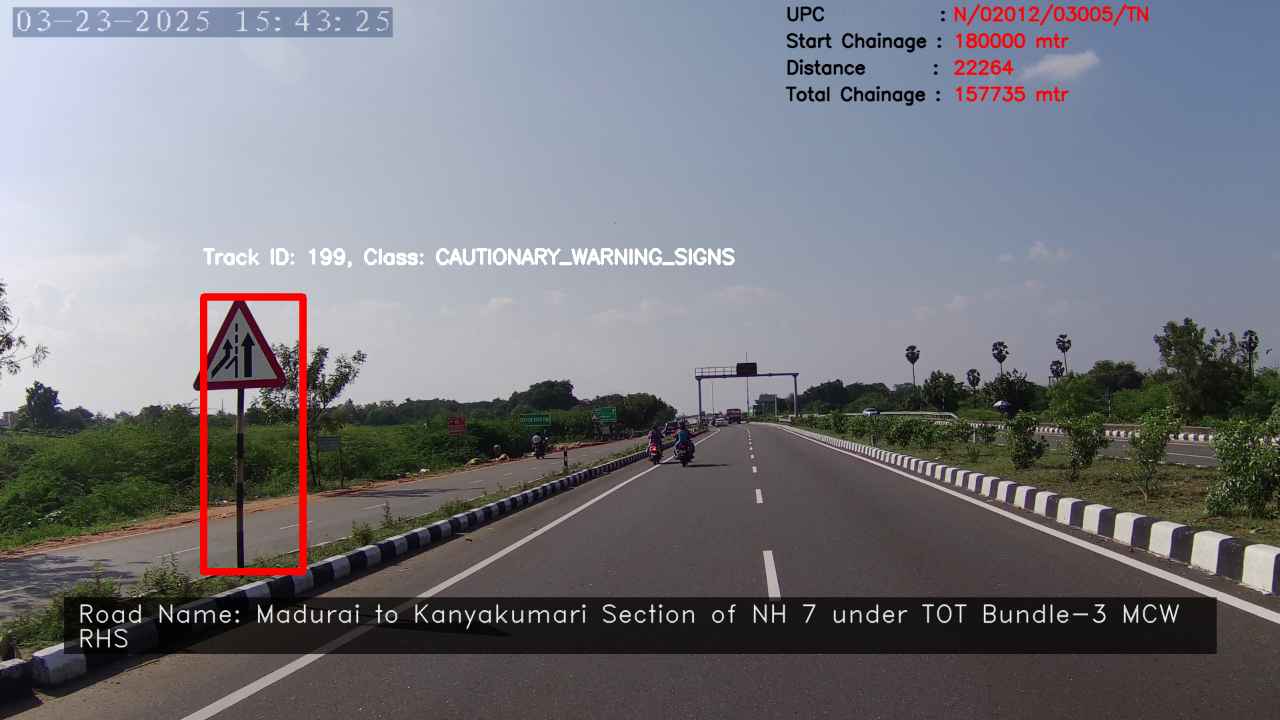 03-23-2025 15:43:25
UPC : N/02012/03005/TN
Start Chainage : 180000 mtr
Distance : 22264
Total Chainage : 157735 mtr
Track ID: 199, Class: CAUTIONARY_WARNING_SIGNS
Road Name: Madurai to Kanyakumari Section of NH 7 under TOT Bundle-3 MCW
RHS